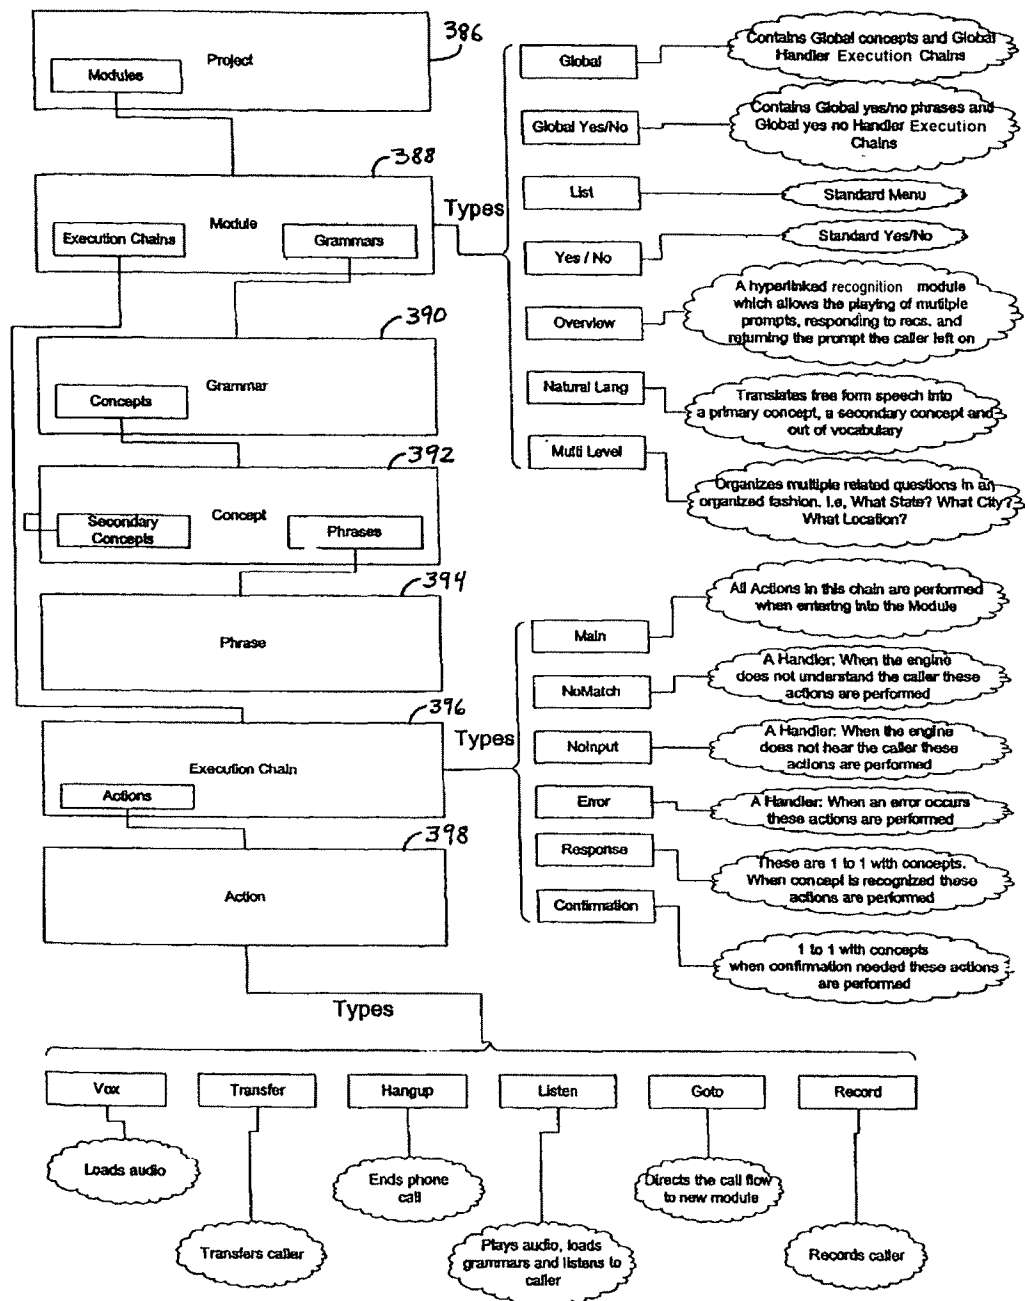 Project
386
Modules
388
Module
Execution Chains
Grammars
Types
390
Grammar
Concepts
392
Concept
Secondary
Concepts
Phrases
394
Phrase
396
Execution Chain
Actions
Types
398
Action
Global
Contains Global concepts and Global
Handler Execution Chains
Global Yes/No
Contains Global yes/no phrases and
Global yes no Handler Execution
Chains
List
Standard Menu
Yes / No
Standard Yes/No
Overview
A hyperlinked recognition module
which allows the playing of mutilple
prompts, responding to recs. and
returning the prompt the caller left on
Natural Lang
Translates free form speech into
a primary concept, a secondary concept and
out of vocabulary
Multi Level
Organizes multiple related questions in an
organized fashion. I.e, What State? What City?
What Location?
Main
All Actions in this chain are performed
when entering into the Module
NoMatch
A Handler: When the engine
does not understand the caller these
actions are performed
NoInput
A Handler: When the engine
does not hear the caller these
actions are performed
Error
A Handler: When an error occurs
these actions are performed
Response
These are 1 to 1 with concepts.
When concept is recognized these
actions are performed
Confirmation
1 to 1 with concepts
when confirmation needed these actions
are performed
Types
Vox
Transfer
Hangup
Listen
Goto
Record
Loads audio
Transfers caller
Ends phone
call
Plays audio, loads
grammars and listens to
caller
Directs the call flow
to new module
Records caller